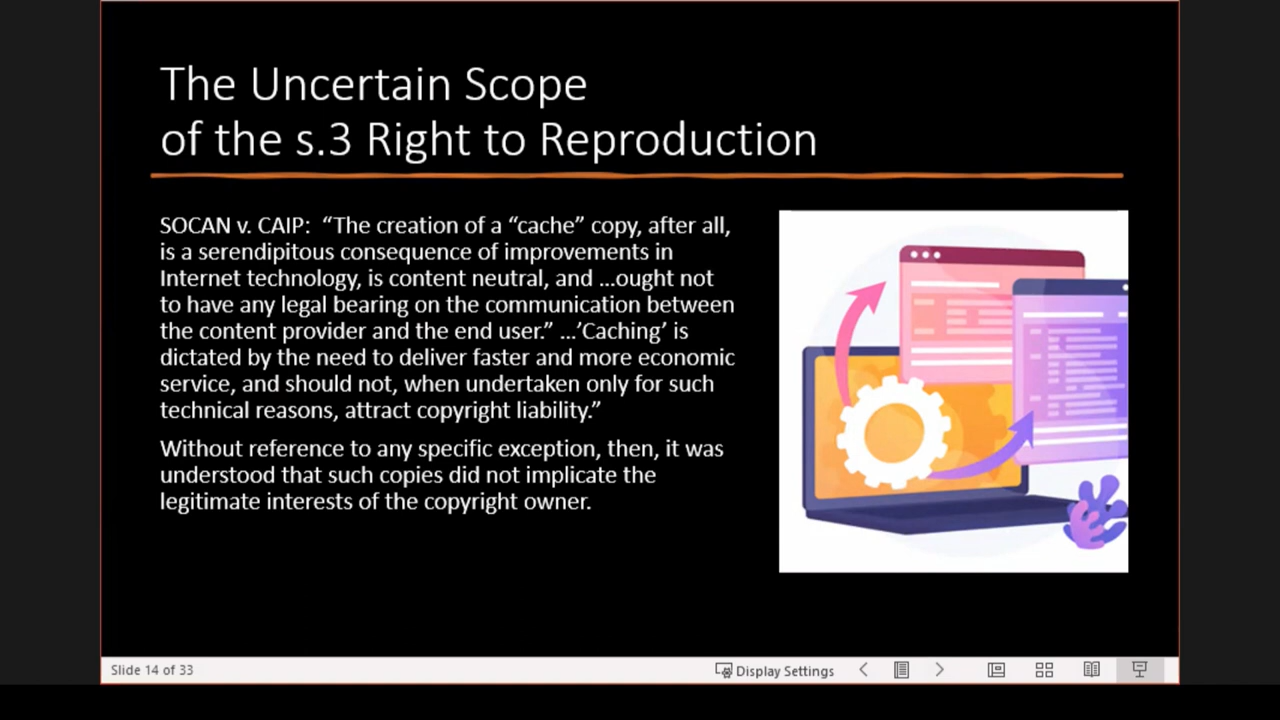 The Uncertain Scope
of the s.3 Right to Reproduction
SOCAN v. CAIP:  “The creation of a “cache” copy, after all,
is a serendipitous consequence of improvements in
Internet technology, is content neutral, and ...ought not
to have any legal bearing on the communication between
the content provider and the end user.” ...’Caching’ is
dictated by the need to deliver faster and more economic
service, and should not, when undertaken only for such
technical reasons, attract copyright liability.”
Without reference to any specific exception, then, it was
understood that such copies did not implicate the
legitimate interests of the copyright owner.
Slide 14 of 33
Display Settings